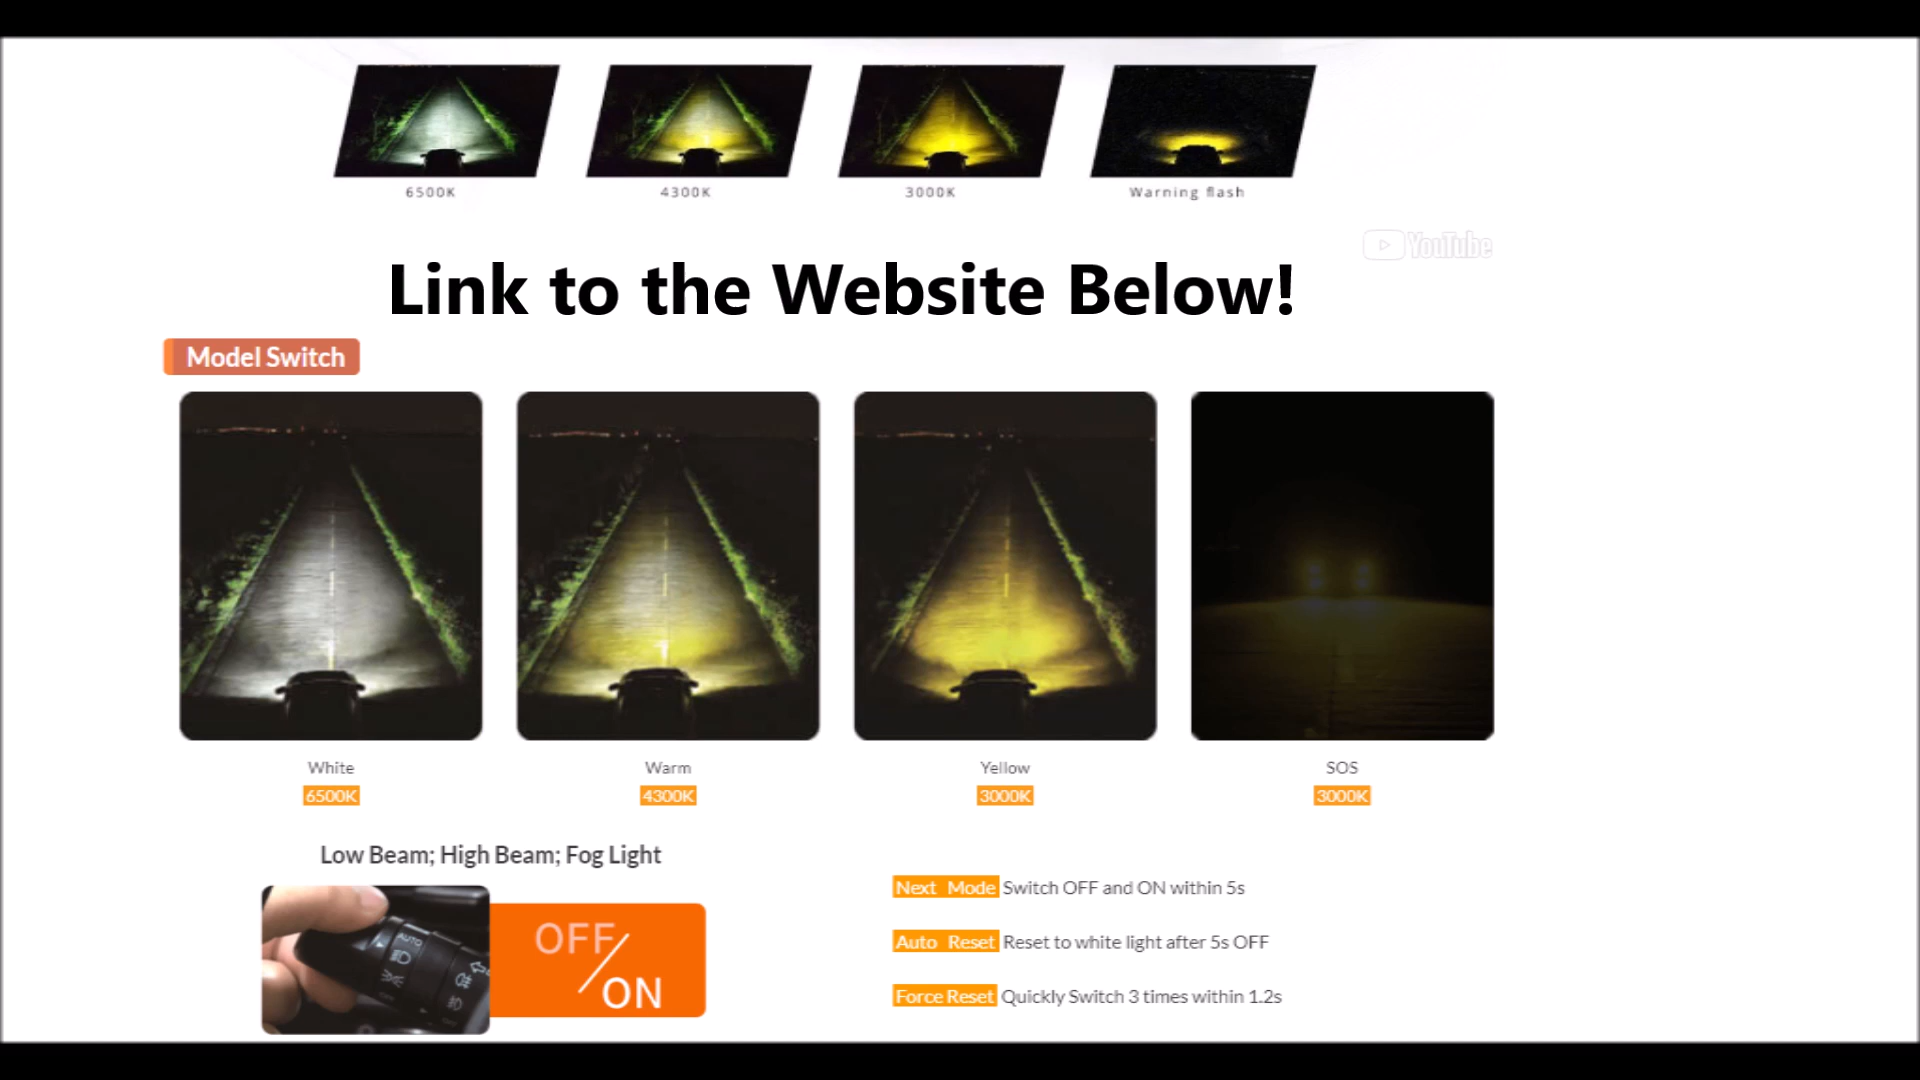 6500K 4300K 3000K Warning flash
YouTube
Link to the Website Below!
Model Switch
White Warm Yellow SOS
6500K 4300K 3000K 3000K
Low Beam; High Beam; Fog Light
AUTO
OFF/ON
Next Mode Switch OFF and ON within 5s
Auto Reset Reset to white light after 5s OFF
Force Reset Quickly Switch 3 times within 1.2s